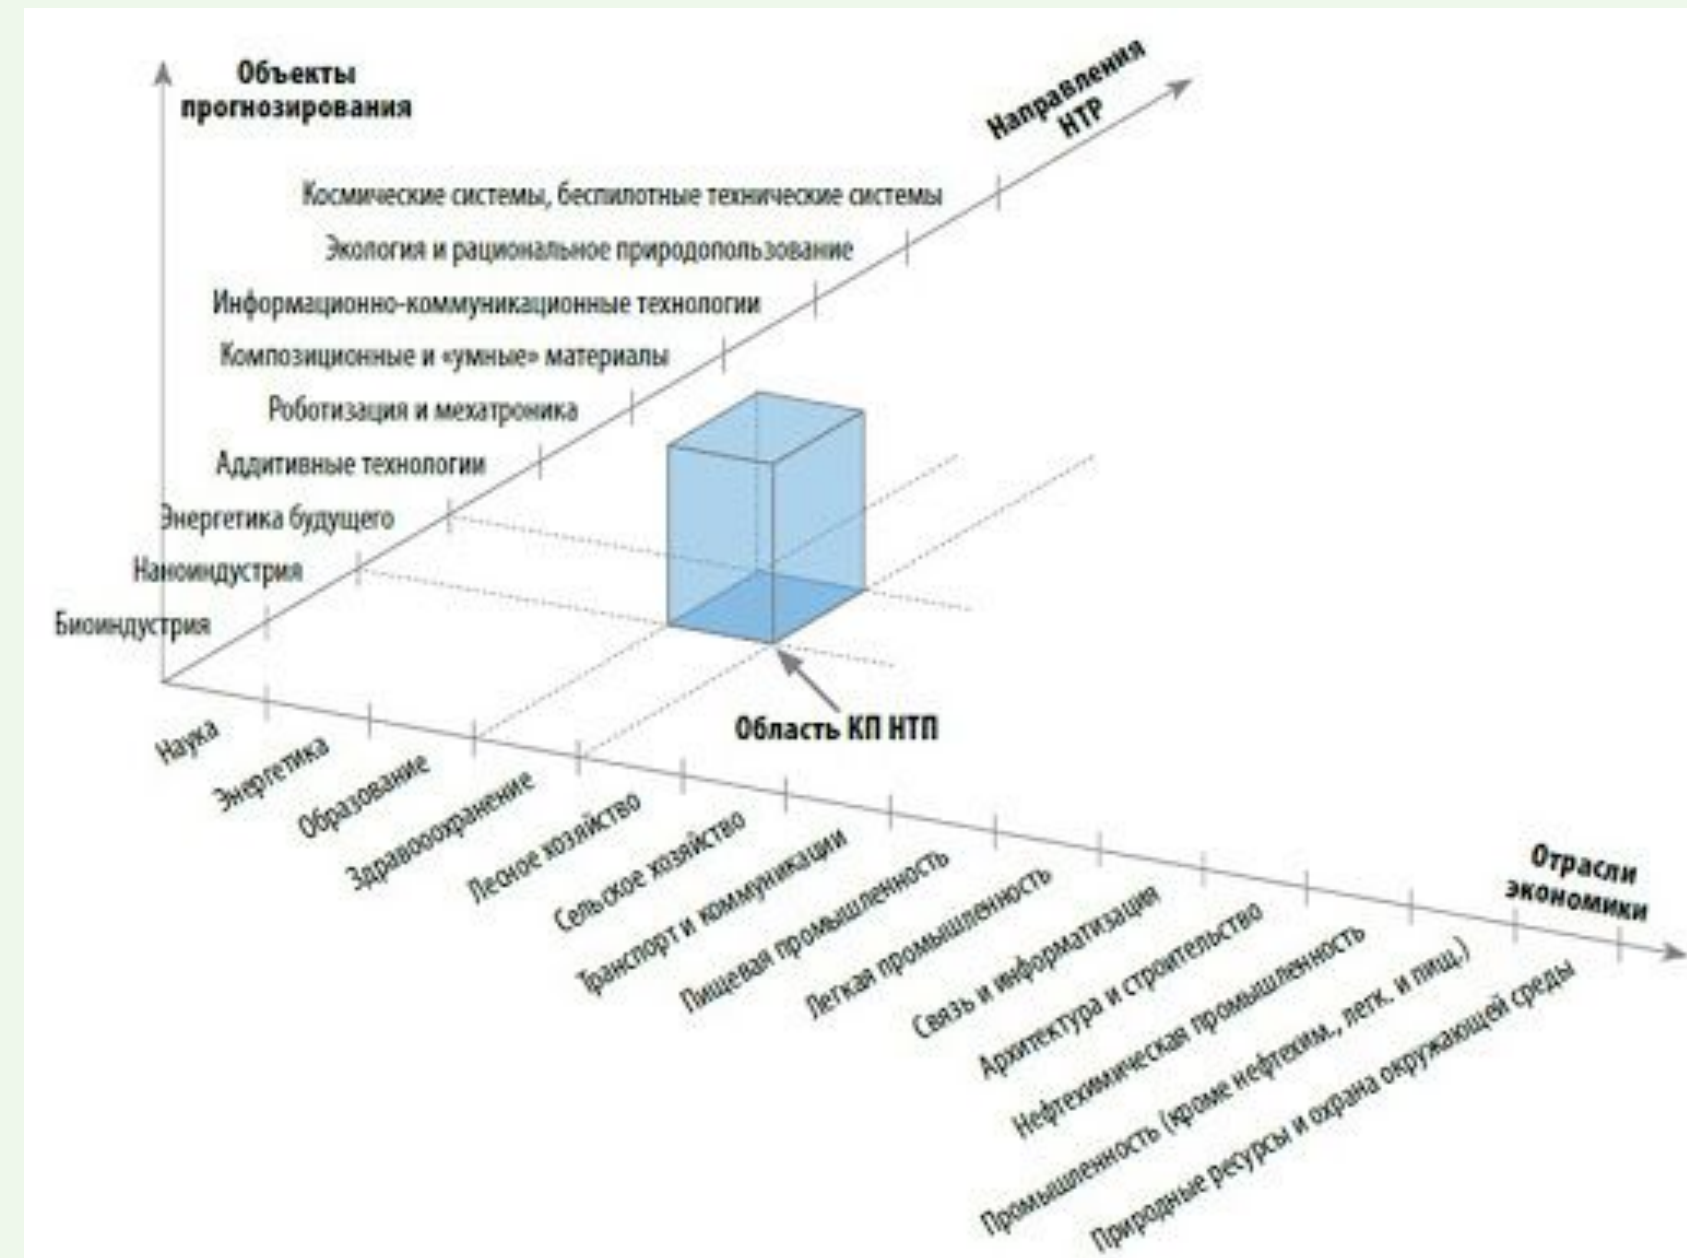 Объекты
прогнозирования
Направления
НТР
Космические системы, беспилотные технические системы
Экология и рациональное природопользование
Информационно-коммуникационные технологии
Композиционные и «умные» материалы
Роботизация и мехатроника
Аддитивные технологии
Энергетика будущего
Наноиндустрия
Биоиндустрия
Область КП НТП
Наука
Энергетика
Образование
Здравооохранение
Лесное хозяйство
Сельское хозяйство
Транспорт и коммуникации
Пищевая промышленность
Легкая промышленность
Связь и информатизация
Архитектура и строительство
Нефтехимическая промышленность
Промышленность (кроме нефтехим., легк. и пищ.)
Природные ресурсы и охрана окружающей среды
Отрасли
экономики